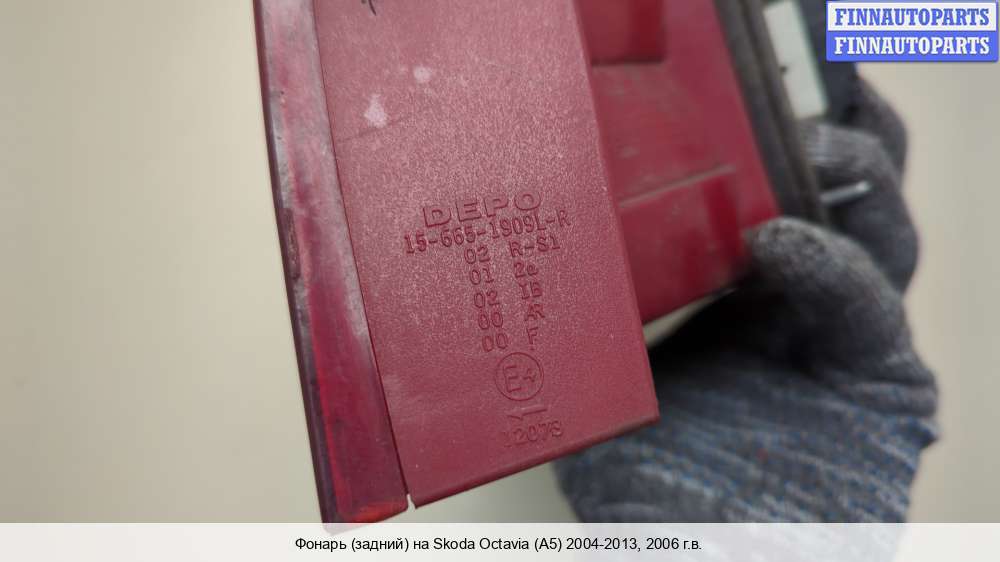 FINNAUTOPARTS
FINNAUTOPARTS
DEPO
15-665-1909L-R
02 R-S1
01 2a
02 IB
00 AR
00 F
E4
12073
Фонарь (задний) на Skoda Octavia (A5) 2004-2013, 2006 г.в.